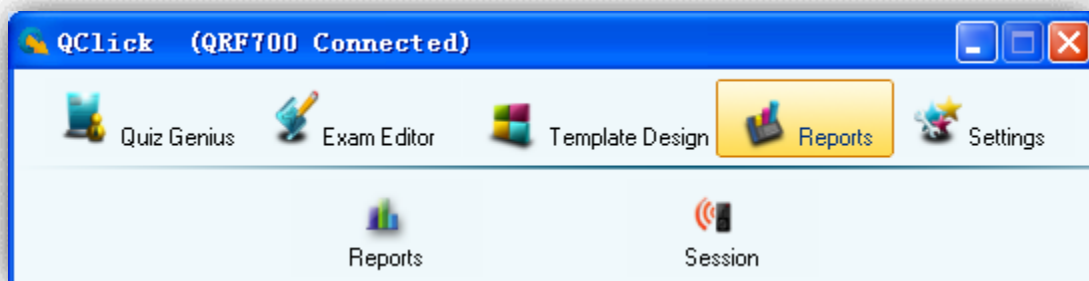 QClick (QRF700 Connected)
Quiz Genius Exam Editor Template Design Reports Settings
Reports Session